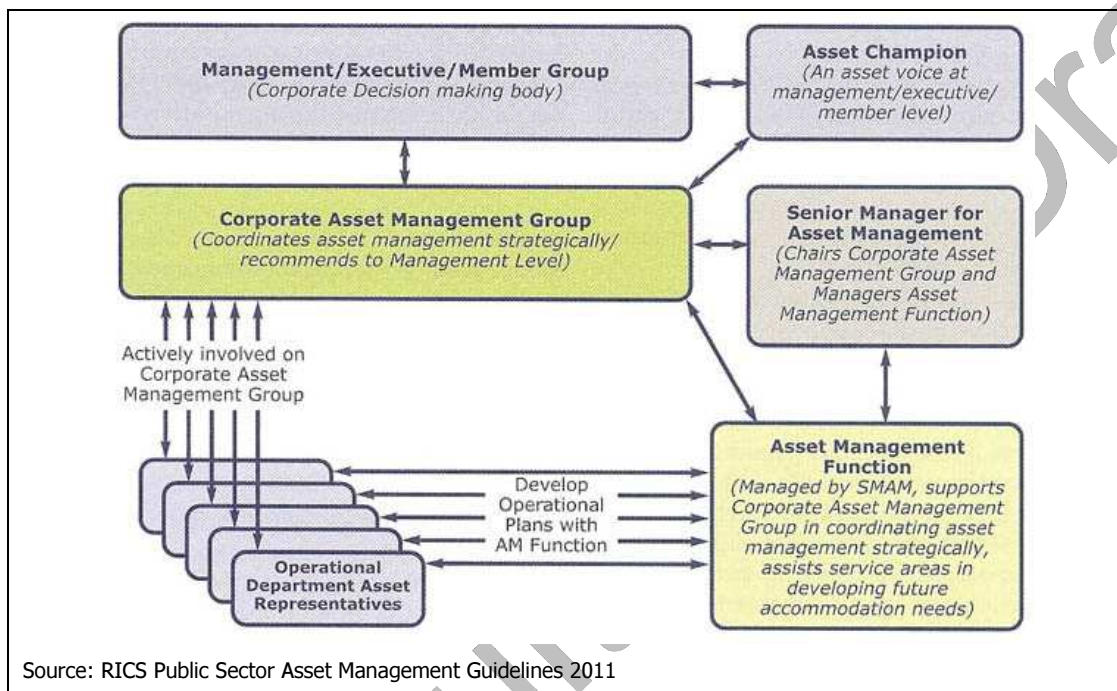 Management/Executive/Member Group
(Corporate Decision making body)
Asset Champion
(An asset voice at
management/executive/
member level)
Corporate Asset Management Group
(Coordinates asset management strategically/
recommends to Management Level)
Senior Manager for
Asset Management
(Chairs Corporate Asset
Management Group and
Managers Asset
Management Function)
Actively involved on
Corporate Asset
Management Group
Develop
Operational
Plans with
AM Function
Asset Management
Function
(Managed by SMAM, supports
Corporate Asset Management
Group in coordinating asset
management strategically,
assists service areas in
developing future
accommodation needs)
Operational
Department Asset
Representatives
Source: RICS Public Sector Asset Management Guidelines 2011